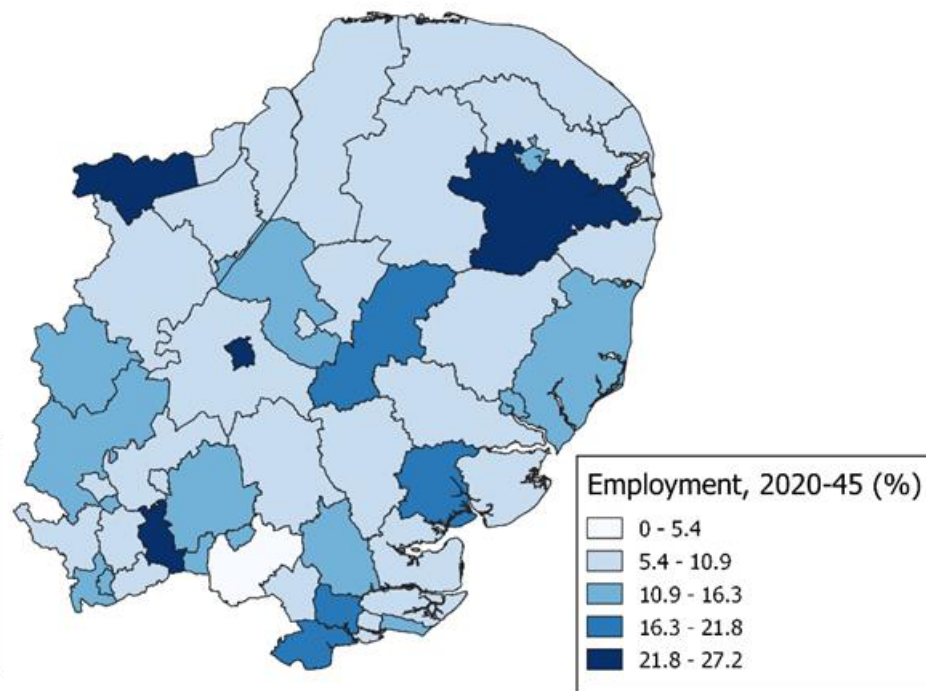 Employment, 2020-45 (%)
0 - 5.4
5.4 - 10.9
10.9 - 16.3
16.3 - 21.8
21.8 - 27.2